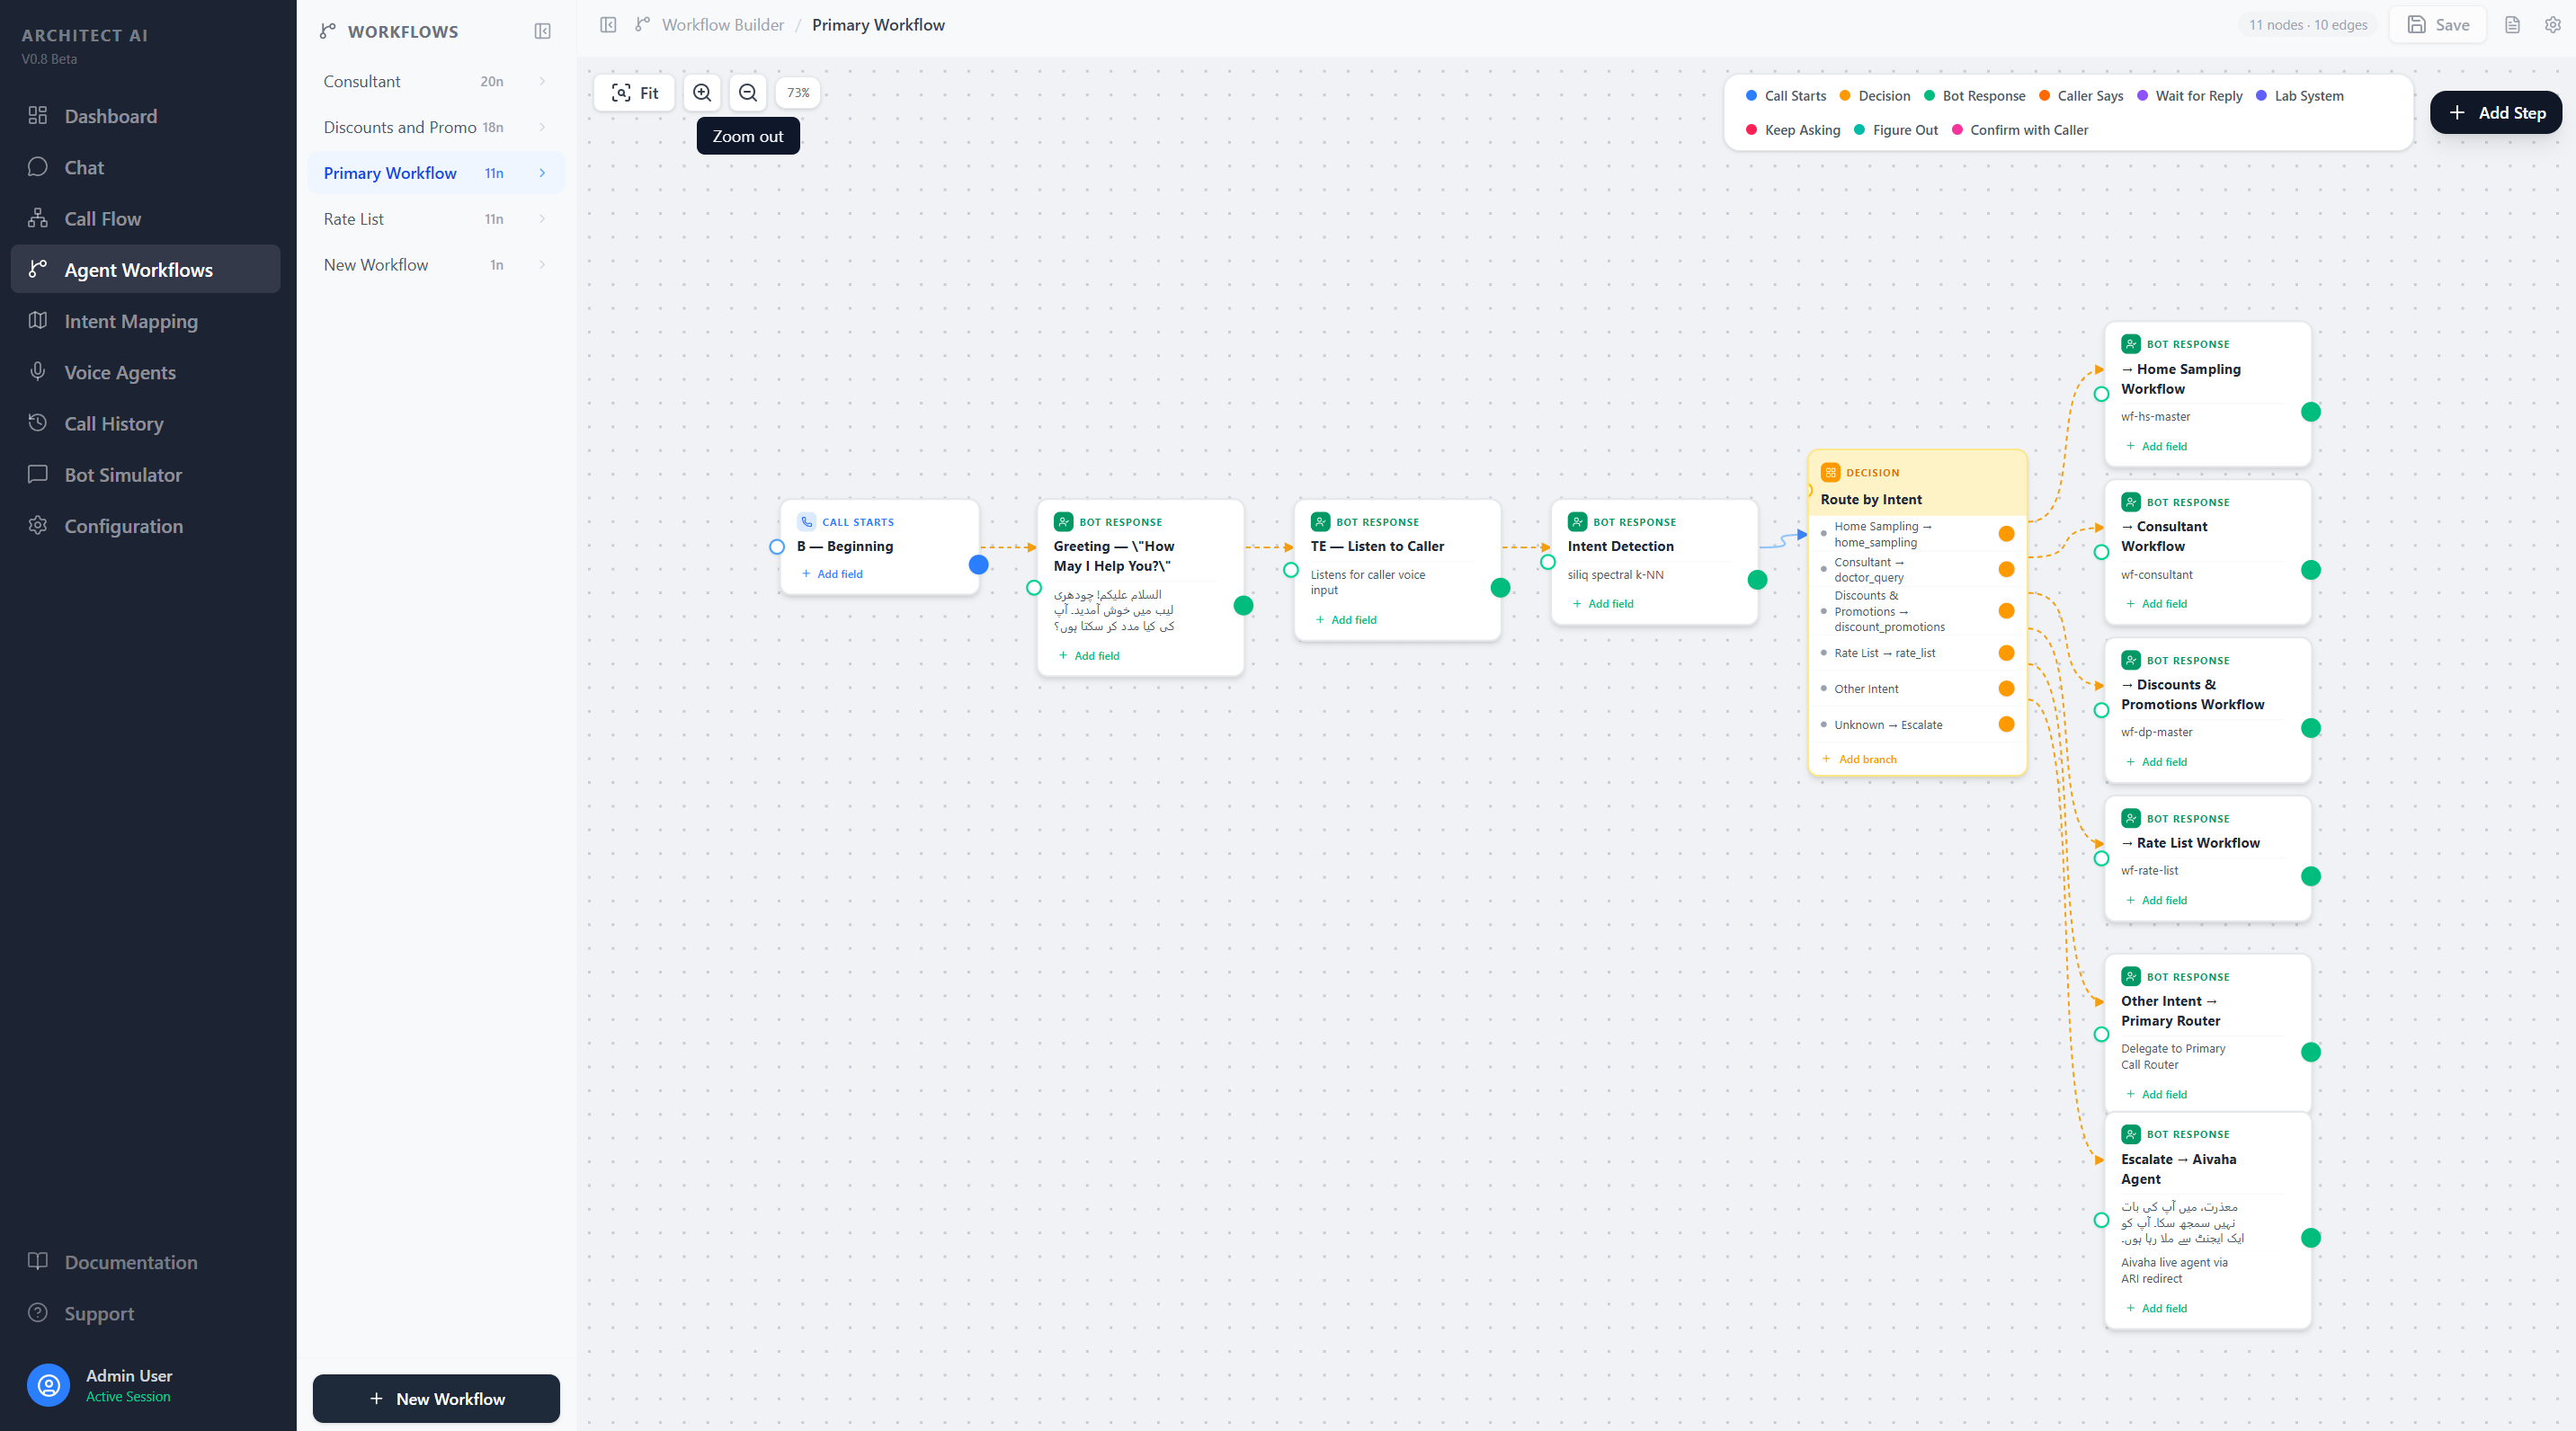 ARCHITECT AI
V0.8 Beta
Dashboard
Chat
Call Flow
Agent Workflows
Intent Mapping
Voice Agents
Call History
Bot Simulator
Configuration
Documentation
Support
Admin User
Active Session
WORKFLOWS
Consultant 20n
Discounts and Promo 18n
Primary Workflow 11n
Rate List 11n
New Workflow 1n
+ New Workflow
Workflow Builder / Primary Workflow
11 nodes · 10 edges
Save
Fit
73%
Zoom out
Call Starts Decision Bot Response Caller Says Wait for Reply Lab System
Keep Asking Figure Out Confirm with Caller
+ Add Step
CALL STARTS
B — Beginning
+ Add field
BOT RESPONSE
Greeting — \"How
May I Help You?\"
السلام علیکم! چودھری
لیب میں خوش آمدید۔ آپ
کی کیا مدد کر سکتا ہوں؟
+ Add field
BOT RESPONSE
TE — Listen to Caller
Listens for caller voice
input
+ Add field
BOT RESPONSE
Intent Detection
siliq spectral k-NN
+ Add field
DECISION
Route by Intent
Home Sampling →
home_sampling
Consultant →
doctor_query
Discounts &
Promotions →
discount_promotions
Rate List → rate_list
Other Intent
Unknown → Escalate
+ Add branch
BOT RESPONSE
→ Home Sampling
Workflow
wf-hs-master
+ Add field
BOT RESPONSE
→ Consultant
Workflow
wf-consultant
+ Add field
BOT RESPONSE
→ Discounts &
Promotions Workflow
wf-dp-master
+ Add field
BOT RESPONSE
→ Rate List Workflow
wf-rate-list
+ Add field
BOT RESPONSE
Other Intent →
Primary Router
Delegate to Primary
Call Router
+ Add field
BOT RESPONSE
Escalate → Aivaha
Agent
معذرت، میں آپ کی بات
نہیں سمجھ سکا۔ آپ کو
ایک ایجنٹ سے ملا رہا ہوں۔
Aivaha live agent via
ARI redirect
+ Add field